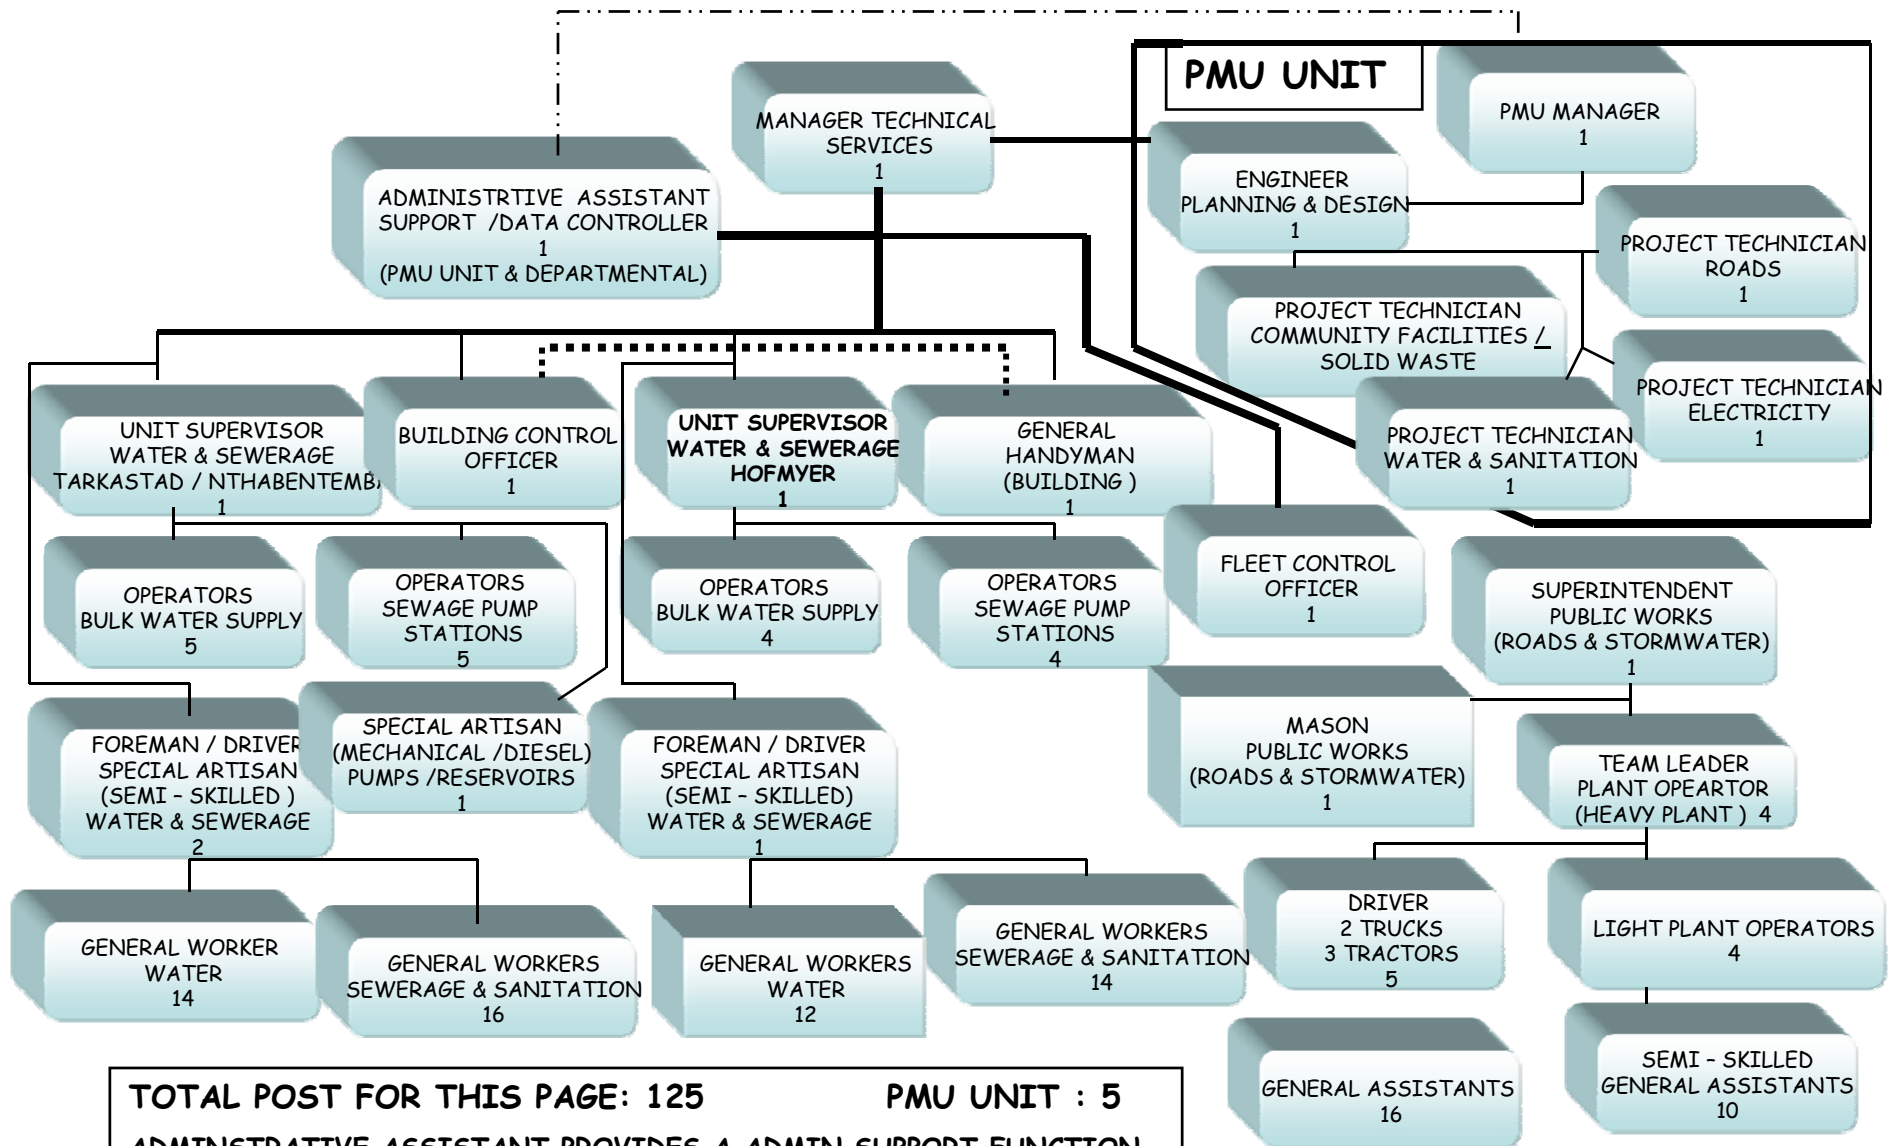 PMU UNIT
PMU MANAGER
1
MANAGER TECHNICAL
SERVICES
1
ADMINISTRTIVE ASSISTANT
SUPPORT /DATA CONTROLLER
1
(PMU UNIT & DEPARTMENTAL)
ENGINEER
PLANNING & DESIGN
1
PROJECT TECHNICIAN
ROADS
1
PROJECT TECHNICIAN
COMMUNITY FACILITIES /
SOLID WASTE
PROJECT TECHNICIAN
ELECTRICITY
1
PROJECT TECHNICIAN
WATER & SANITATION
1
UNIT SUPERVISOR
WATER & SEWERAGE
TARKASTAD / NTHABENTEMB
1
BUILDING CONTROL
OFFICER
1
UNIT SUPERVISOR
WATER & SEWERAGE
HOFMYER
1
GENERAL
HANDYMAN
(BUILDING )
1
OPERATORS
BULK WATER SUPPLY
5
OPERATORS
SEWAGE PUMP
STATIONS
5
OPERATORS
BULK WATER SUPPLY
4
OPERATORS
SEWAGE PUMP
STATIONS
4
FLEET CONTROL
OFFICER
1
SUPERINTENDENT
PUBLIC WORKS
(ROADS & STORMWATER)
1
FOREMAN / DRIVER
SPECIAL ARTISAN
(SEMI – SKILLED )
WATER & SEWERAGE
2
SPECIAL ARTISAN
(MECHANICAL /DIESEL)
PUMPS /RESERVOIRS
1
FOREMAN / DRIVER
SPECIAL ARTISAN
(SEMI – SKILLED)
WATER & SEWERAGE
1
MASON
PUBLIC WORKS
(ROADS & STORMWATER)
1
TEAM LEADER
PLANT OPEARTOR
(HEAVY PLANT ) 4
GENERAL WORKER
WATER
14
GENERAL WORKERS
SEWERAGE & SANITATION
16
GENERAL WORKERS
WATER
12
GENERAL WORKERS
SEWERAGE & SANITATION
14
DRIVER
2 TRUCKS
3 TRACTORS
5
LIGHT PLANT OPERATORS
4
GENERAL ASSISTANTS
16
SEMI – SKILLED
GENERAL ASSISTANTS
10
TOTAL POST FOR THIS PAGE: 125 PMU UNIT : 5
ADMINSTRATIVE ASSISTANT PROVIDES A ADMIN SUPPORT FUNCTION